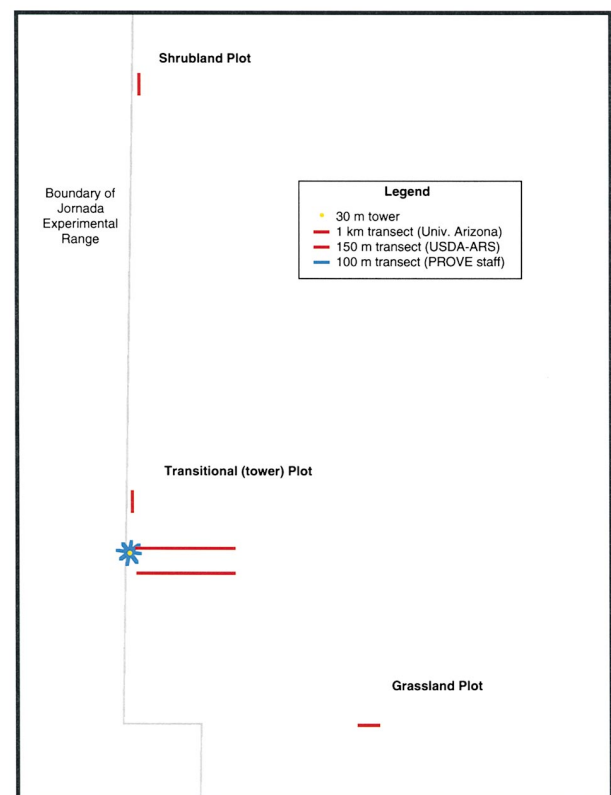 Shrubland Plot
Boundary of
Jornada
Experimental
Range
Legend
30 m tower
1 km transect (Univ. Arizona)
150 m transect (USDA-ARS)
100 m transect (PROVE staff)
Transitional (tower) Plot
Grassland Plot